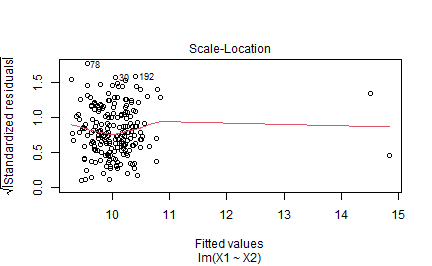 Scale-Location
√|Standardized residuals|
0.0 0.5 1.0 1.5
78
30
192
10 11 12 13 14 15
Fitted values
lm(X1 ~ X2)